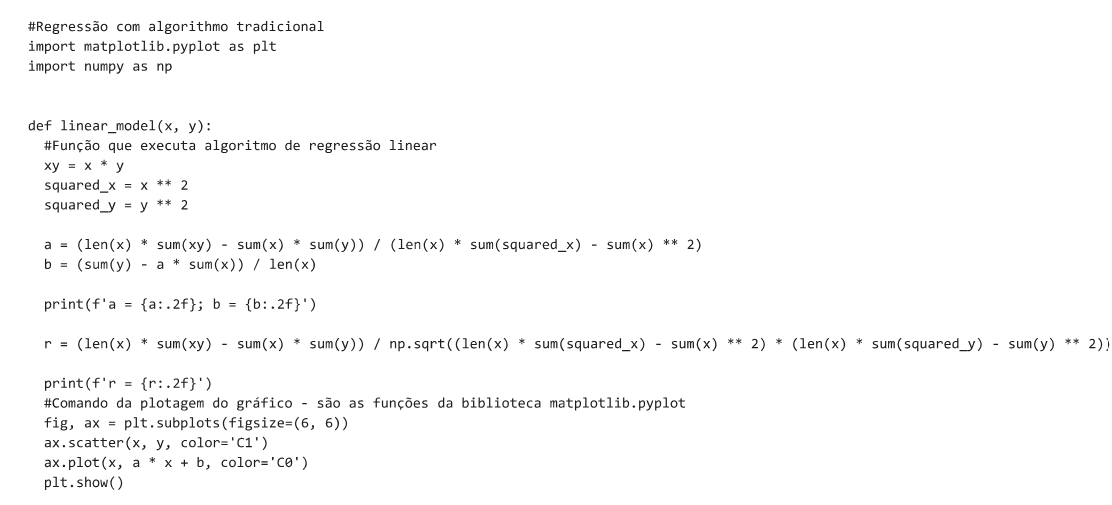 #Regressão com algorithmo tradicional
import matplotlib.pyplot as plt
import numpy as np
def linear_model(x, y):
#Função que executa algoritmo de regressão linear
xy = x * y
squared_x = x ** 2
squared_y = y ** 2
a = (len(x) * sum(xy) - sum(x) * sum(y)) / (len(x) * sum(squared_x) - sum(x) ** 2)
b = (sum(y) - a * sum(x)) / len(x)
print(f'a = {a:.2f}; b = {b:.2f}')
r = (len(x) * sum(xy) - sum(x) * sum(y)) / np.sqrt((len(x) * sum(squared_x) - sum(x) ** 2) * (len(x) * sum(squared_y) - sum(y) ** 2))
print(f'r = {r:.2f}')
#Comando da plotagem do gráfico - são as funções da biblioteca matplotlib.pyplot
fig, ax = plt.subplots(figsize=(6, 6))
ax.scatter(x, y, color='C1')
ax.plot(x, a * x + b, color='C0')
plt.show()